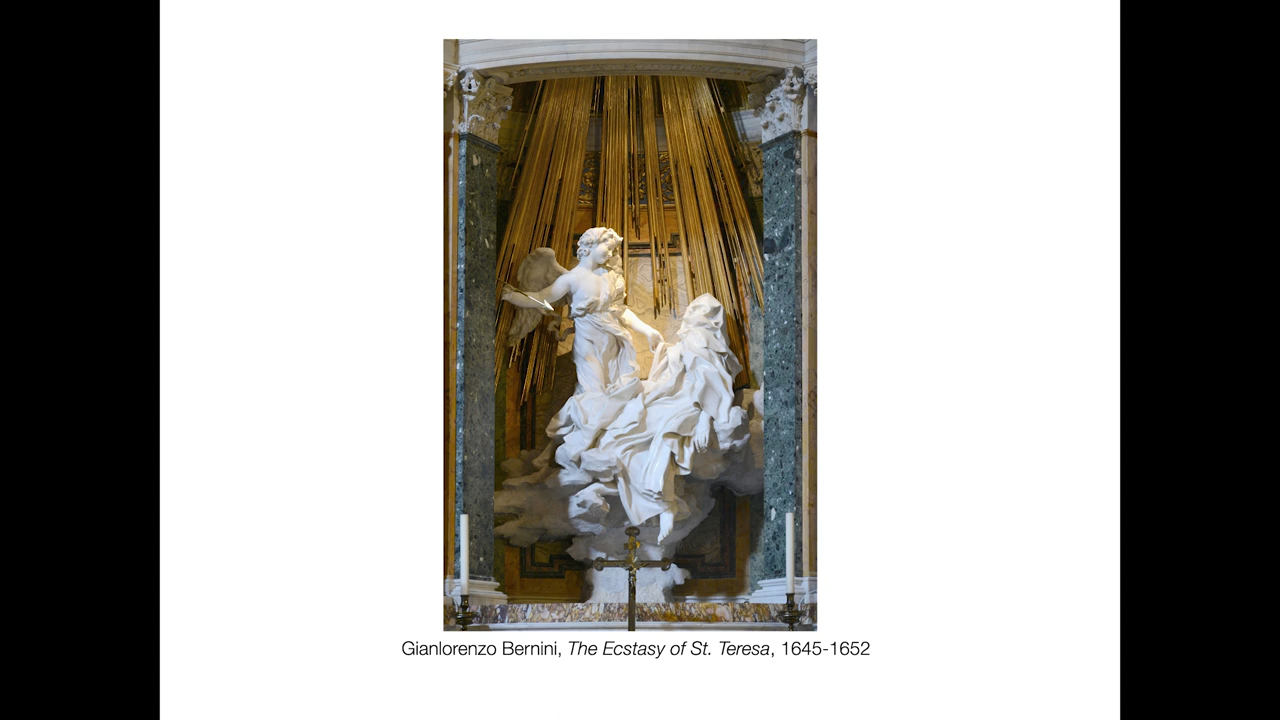 Gianlorenzo Bernini, The Ecstasy of St. Teresa, 1645-1652